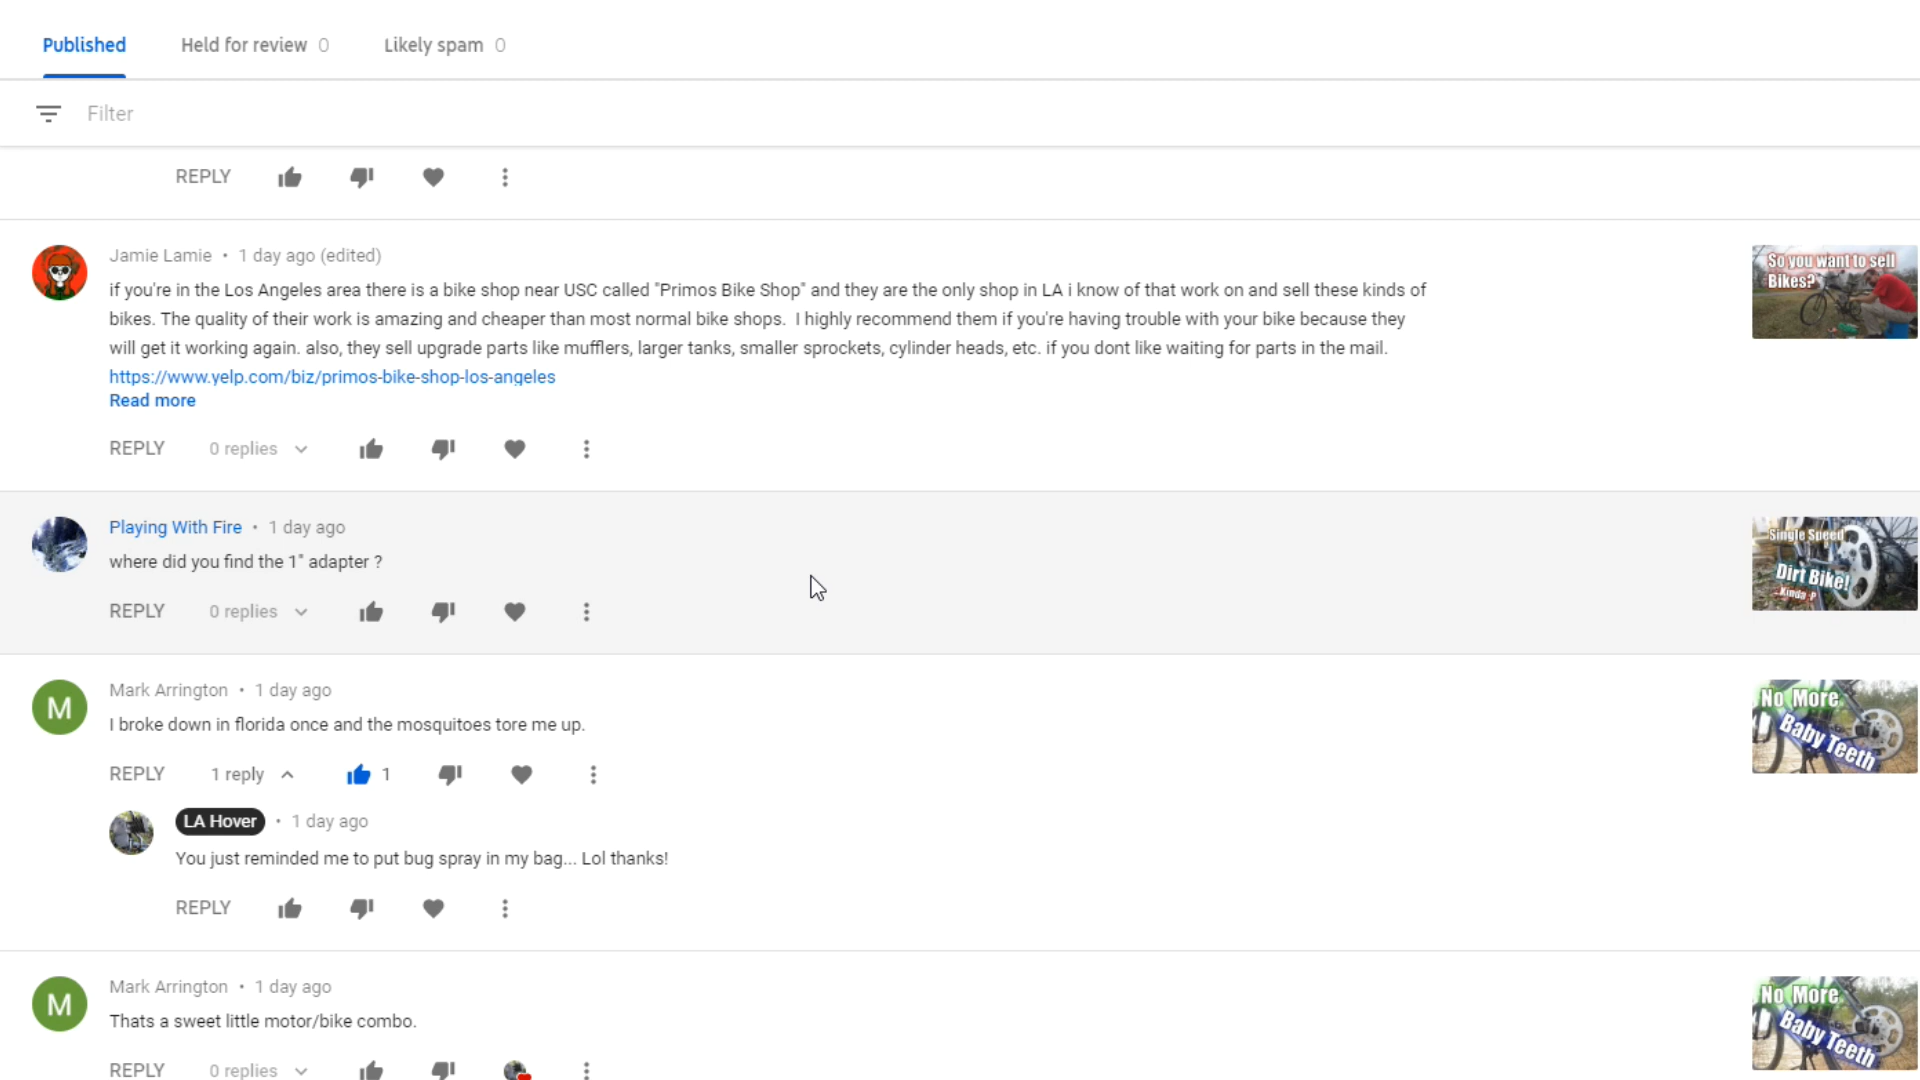 Published Held for review 0 Likely spam 0
Filter
REPLY
Jamie Lamie • 1 day ago (edited)
if you're in the Los Angeles area there is a bike shop near USC called "Primos Bike Shop" and they are the only shop in LA i know of that work on and sell these kinds of
bikes. The quality of their work is amazing and cheaper than most normal bike shops.  I highly recommend them if you're having trouble with your bike because they
will get it working again. also, they sell upgrade parts like mufflers, larger tanks, smaller sprockets, cylinder heads, etc. if you dont like waiting for parts in the mail.
https://www.yelp.com/biz/primos-bike-shop-los-angeles
Read more
REPLY 0 replies
So you want to sell
Bikes?
Playing With Fire • 1 day ago
where did you find the 1" adapter ?
REPLY 0 replies
Single Speed
Dirt Bike!
Kinda :P
Mark Arrington • 1 day ago
I broke down in florida once and the mosquitoes tore me up.
REPLY 1 reply 1
No More
Baby Teeth
LA Hover • 1 day ago
You just reminded me to put bug spray in my bag... Lol thanks!
REPLY
M
Mark Arrington • 1 day ago
Thats a sweet little motor/bike combo.
REPLY 0 replies
M
No More
Baby Teeth